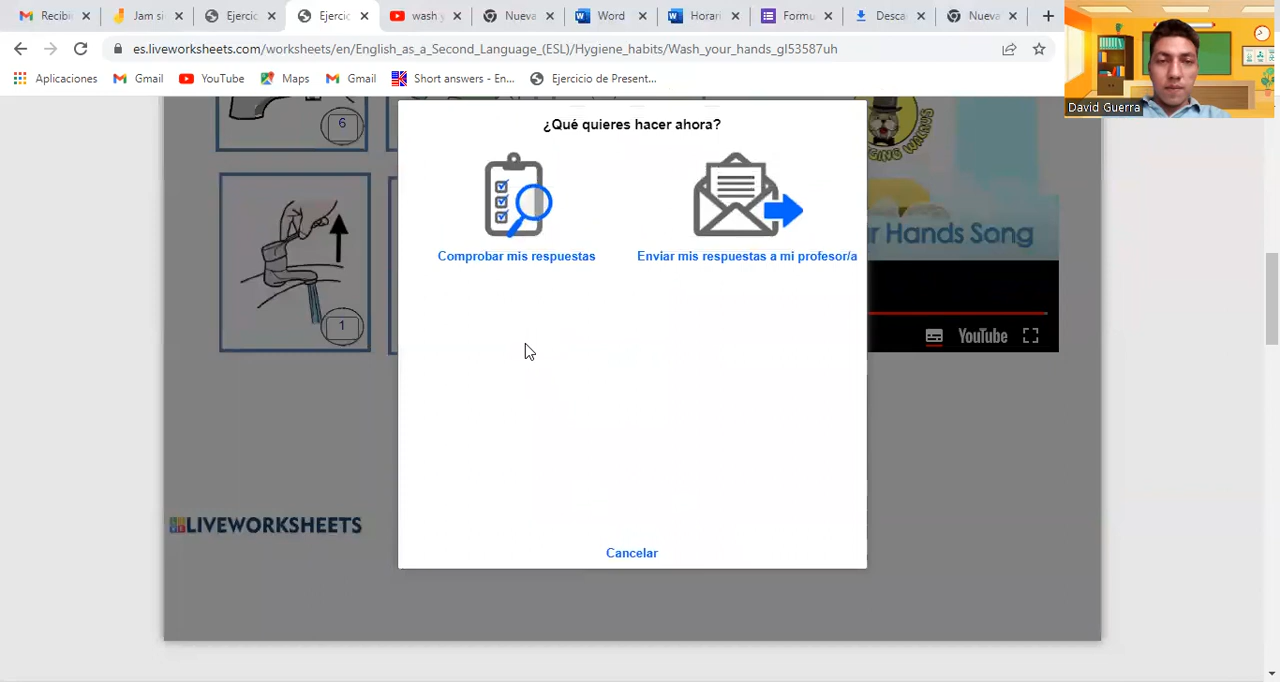 Recibi
Jam si
Ejercic
Ejercic
wash y
Nueva
Word
Horari
Formu
Desca
Nueva
es.liveworksheets.com/worksheets/en/English_as_a_Second_Language_(ESL)/Hygiene_habits/Wash_your_hands_gl53587uh
Aplicaciones Gmail YouTube Maps Gmail Short answers - En... Ejercicio de Present...
David Guerra
¿Qué quieres hacer ahora?
Comprobar mis respuestas
Enviar mis respuestas a mi profesor/a
Cancelar
6
1
GING WALRUS
r Hands Song
YouTube
LIVEWORKSHEETS